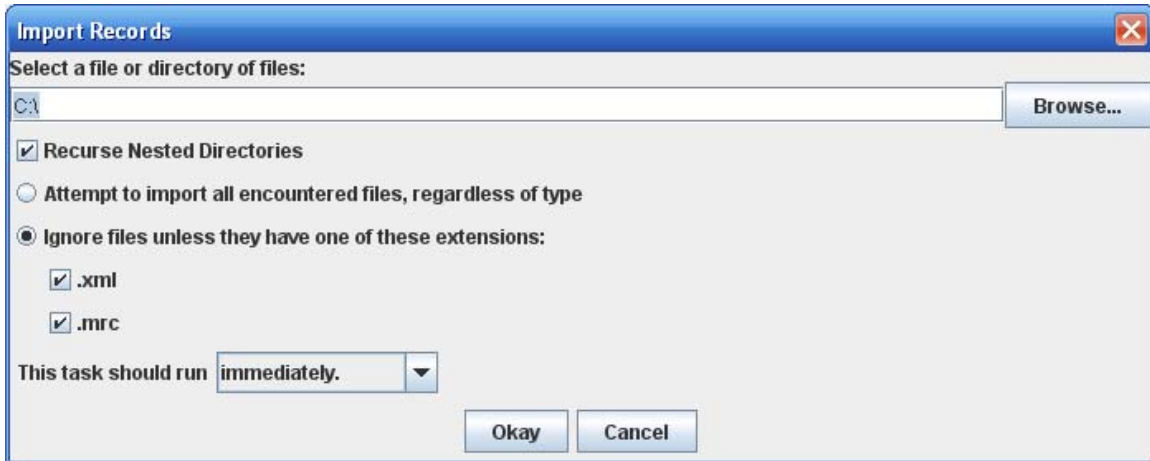 Import Records
Select a file or directory of files:
C:\
Browse...
Recurse Nested Directories
Attempt to import all encountered files, regardless of type
Ignore files unless they have one of these extensions:
.xml
.mrc
This task should run immediately.
Okay Cancel